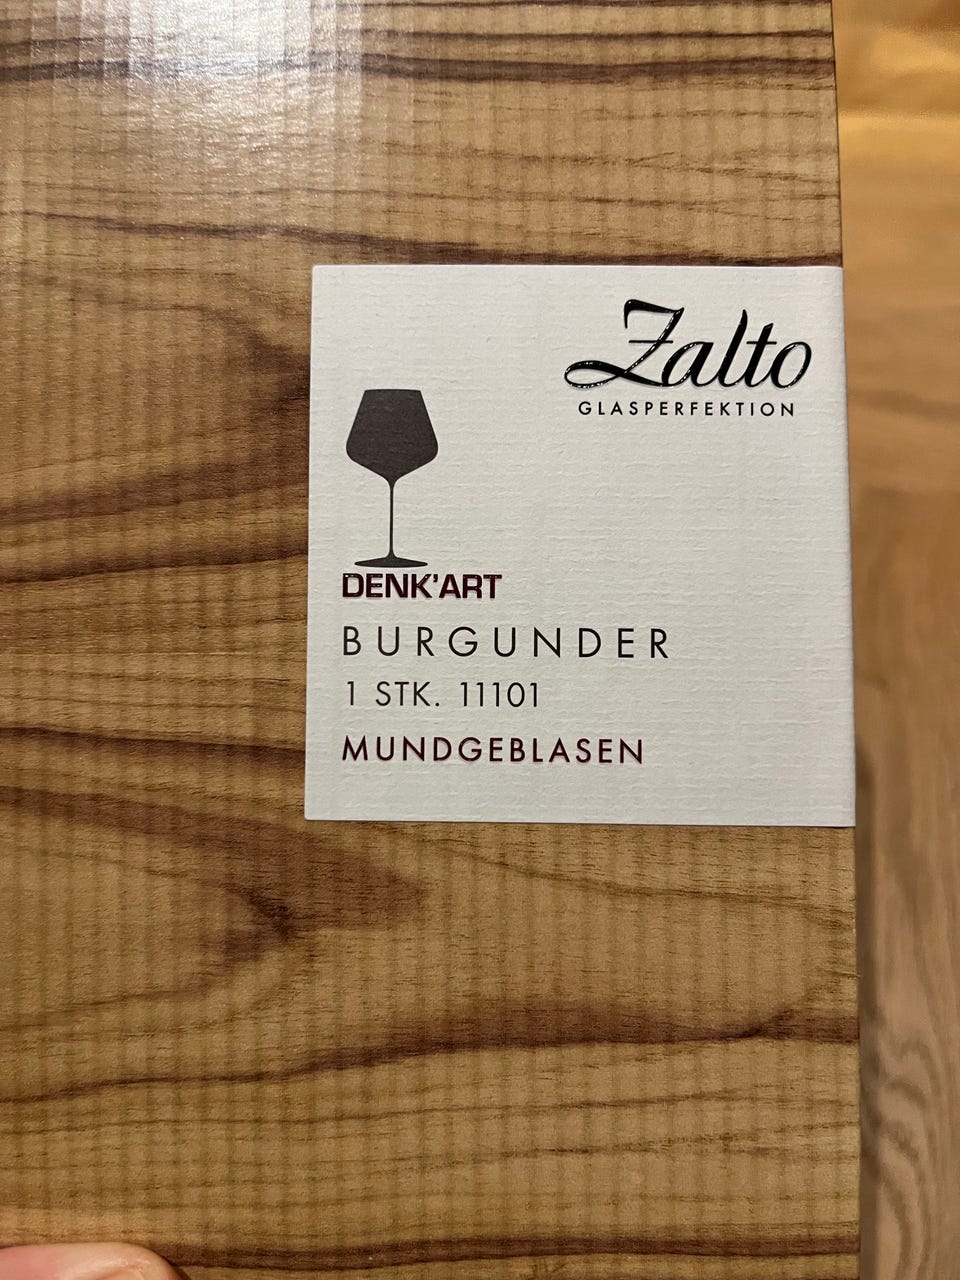 Zalto
GLASPERFEKTION
DENK'ART
BURGUNDER
1 STK. 11101
MUNDGEBLASEN